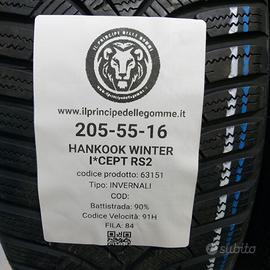 IL PRINCIPE DELLE GOMME
www.ilprincipedellegomme.it
205-55-16
HANKOOK WINTER
I*CEPT RS2
codice prodotto: 63151
Tipo: INVERNALI
COD:
Battistrada: 90%
Codice Velocità: 91H
FILA: 84
subito